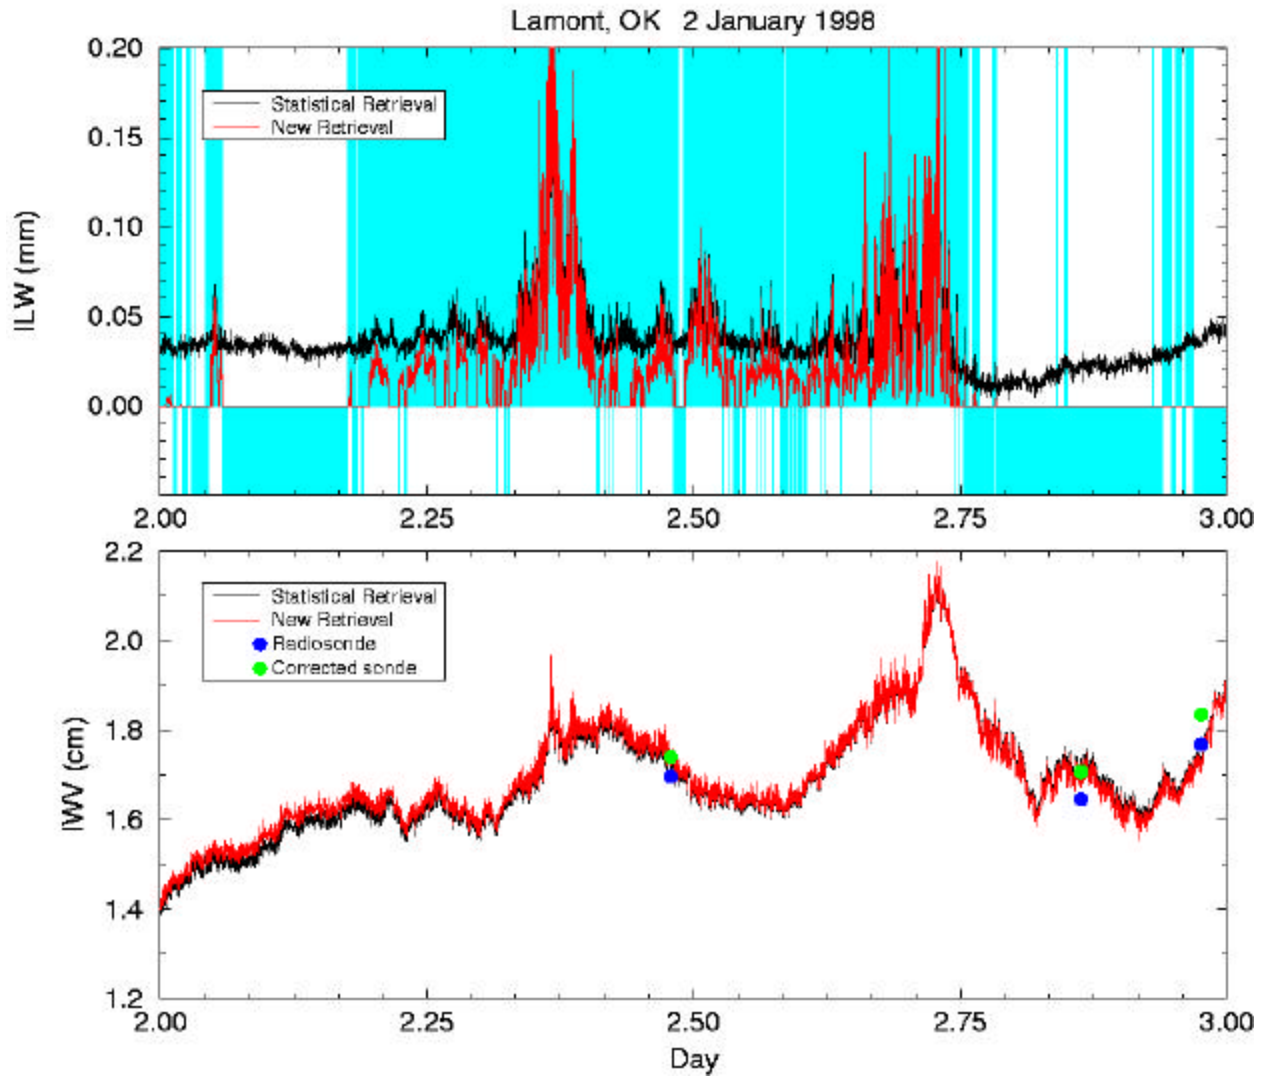 Lamont, OK 2 January 1998
0.20
0.15
0.10
0.05
0.00
ILW (mm)
Statistical Retrieval
New Retrieval
2.00 2.25 2.50 2.75 3.00
2.2
2.0
1.8
1.6
1.4
1.2
IWV (cm)
Statistical Retrieval
New Retrieval
Radiosonde
Corrected sonde
2.00 2.25 2.50 2.75 3.00
Day